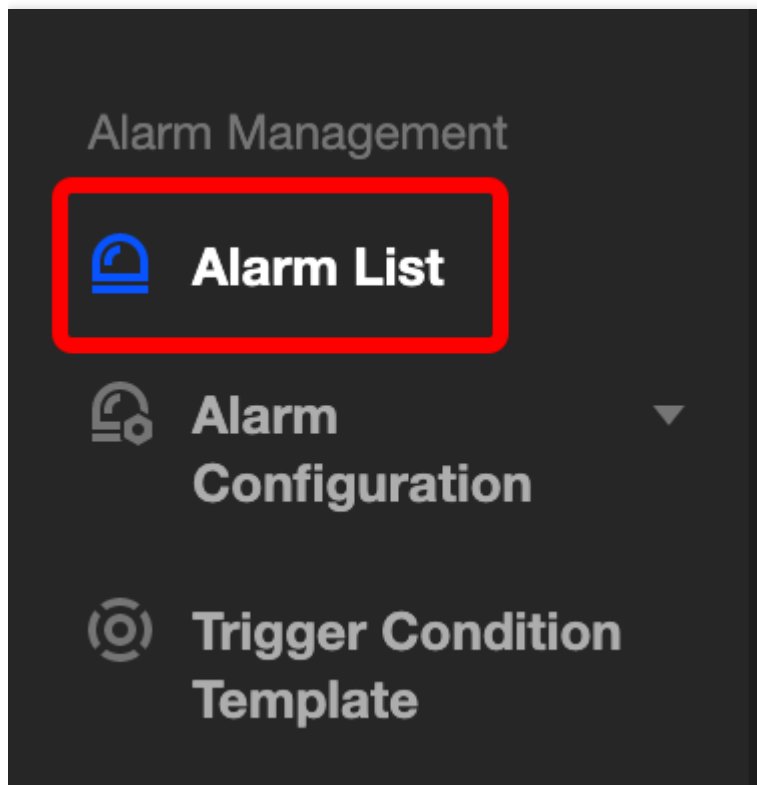 Alarm Management
Alarm List
Alarm
Configuration
Trigger Condition
Template